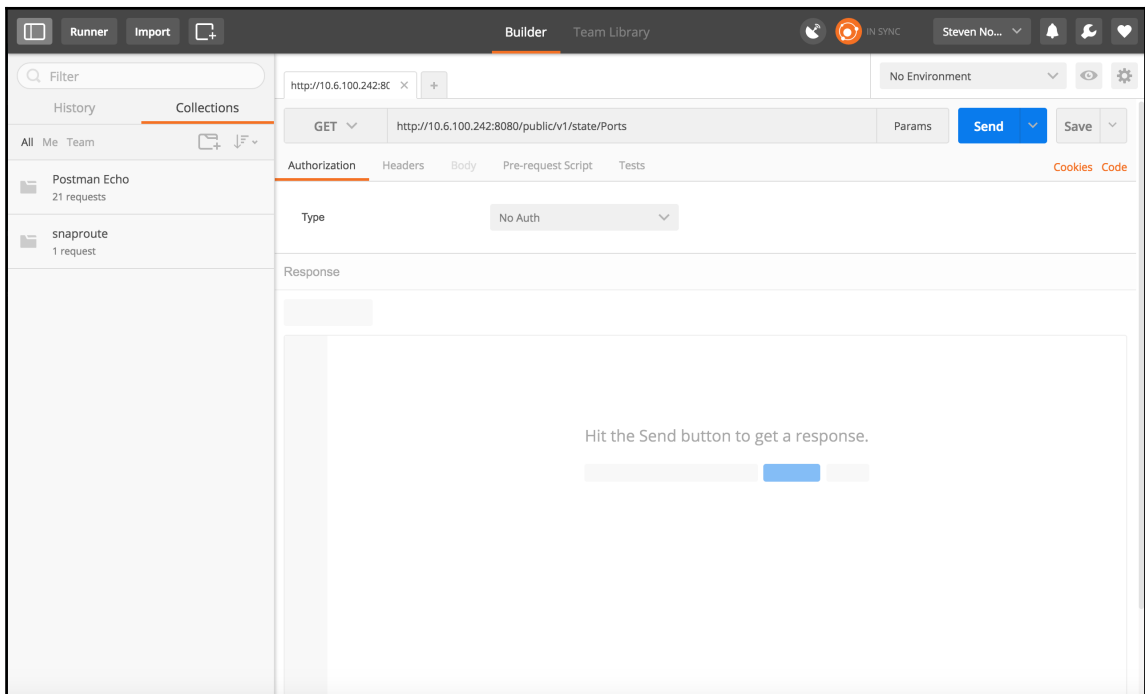 Runner Import Builder Team Library IN SYNC Steven No...
Filter
http://10.6.100.242:80 No Environment
History Collections
GET http://10.6.100.242:8080/public/v1/state/Ports Params Send Save
All Me Team
Authorization Headers Body Pre-request Script Tests Cookies Code
Postman Echo
21 requests
Type No Auth
snaproute
1 request
Response
Hit the Send button to get a response.